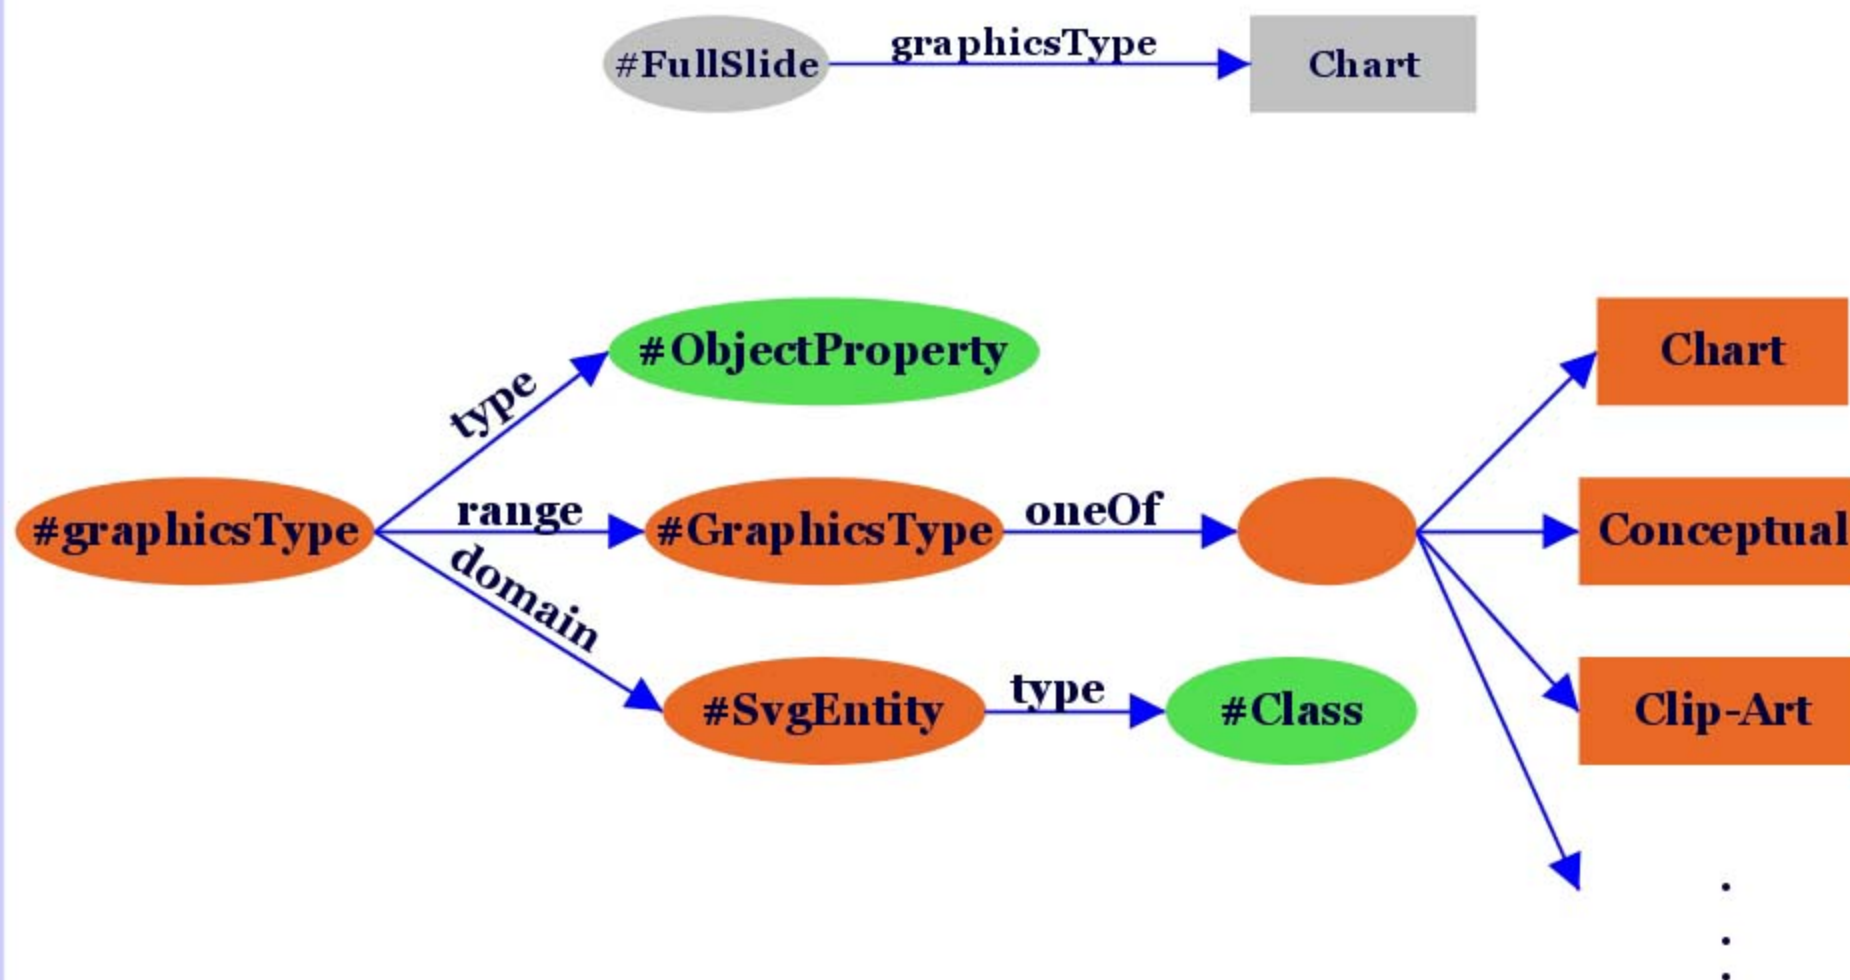 #FullSlide
graphicsType
Chart
type
#ObjectProperty
Chart
#graphicsType
range
#GraphicsType
oneOf
Conceptual
domain
#SvgEntity
type
#Class
Clip-Art
.
.
.